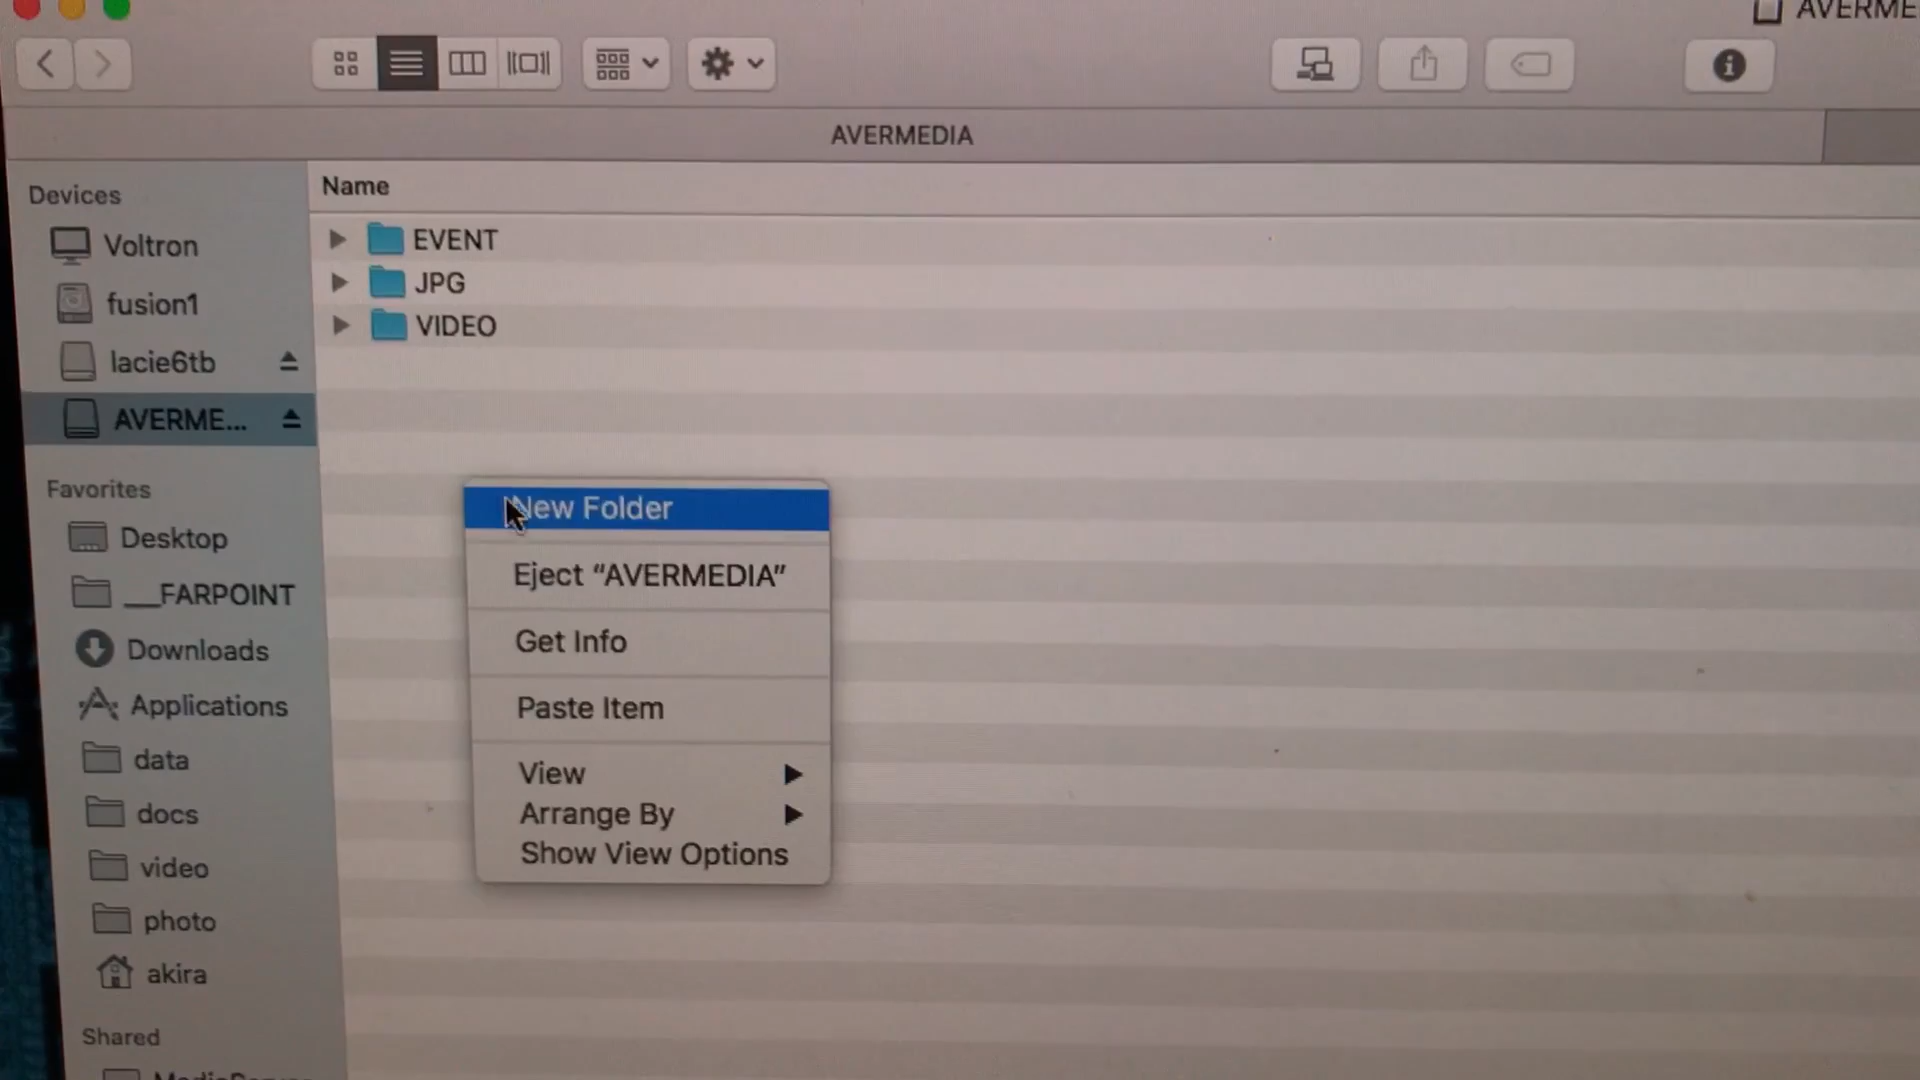 AVERME
AVERMEDIA
Name
Devices
Voltron
fusion1
lacie6tb
AVERME...
EVENT
JPG
VIDEO
Favorites
Desktop
__FARPOINT
Downloads
Applications
data
docs
video
photo
akira
Shared
New Folder
Eject “AVERMEDIA”
Get Info
Paste Item
View
Arrange By
Show View Options